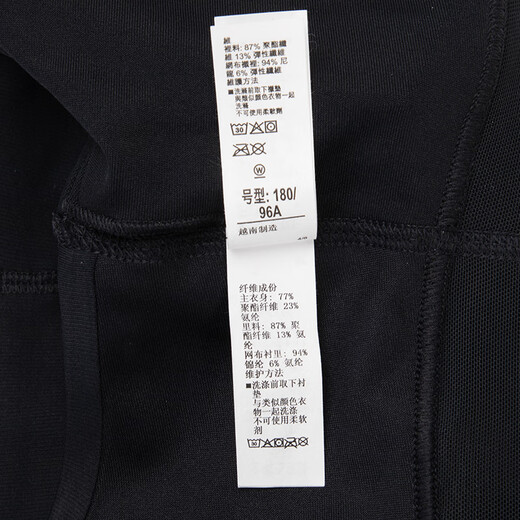 維
裡料: 87% 聚酯纖
維 13% 彈性纖維
網布襯裡: 94% 尼
龍 6% 彈性纖維
維護方法
■洗滌前取下襯墊
與類似顏色衣物一起
洗滌
不可使用柔軟劑
30
W
号型: 180/
96A
越南制造
纤维成份
主衣身: 77%
聚酯纤维 23%
氨纶
里料: 87% 聚
酯纤维 13% 氨纶
网布衬里: 94%
锦纶 6% 氨纶
维护方法
■洗涤前取下衬
垫
与类似颜色衣
物一起洗涤
不可使用柔软
剂
30